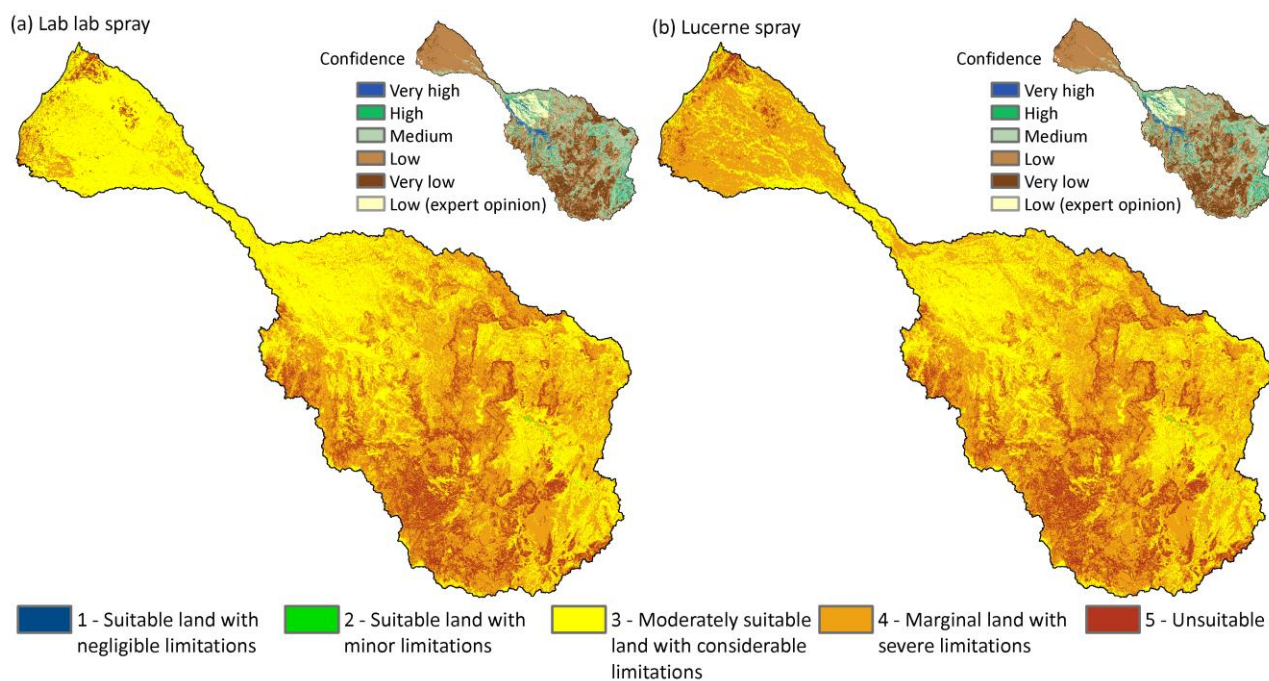 (a) Lab lab spray
Confidence
Very high
High
Medium
Low
Very low
Low (expert opinion)
(b) Lucerne spray
Confidence
Very high
High
Medium
Low
Very low
Low (expert opinion)
1 - Suitable land with
negligible limitations
2 - Suitable land with
minor limitations
3 - Moderately suitable
land with considerable
limitations
4 - Marginal land with
severe limitations
5 - Unsuitable